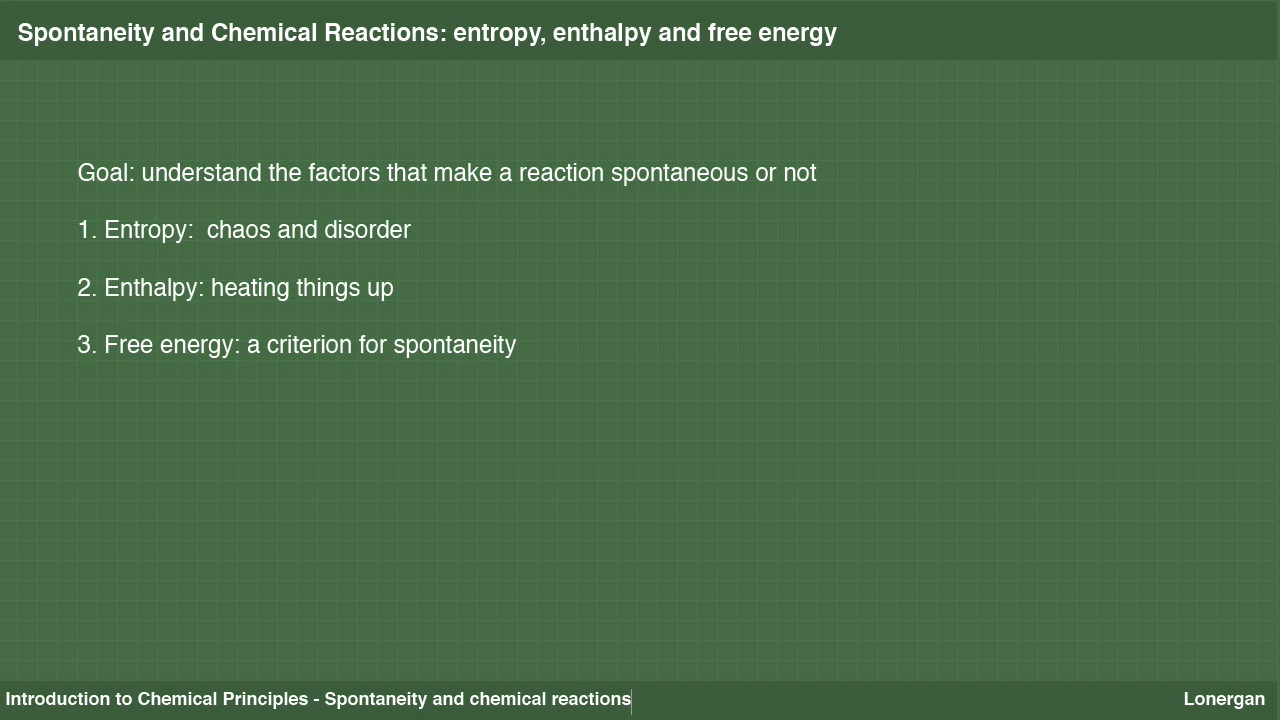 Spontaneity and Chemical Reactions: entropy, enthalpy and free energy
Goal: understand the factors that make a reaction spontaneous or not
1. Entropy:  chaos and disorder
2. Enthalpy: heating things up
3. Free energy: a criterion for spontaneity
Introduction to Chemical Principles - Spontaneity and chemical reactions
Lonergan